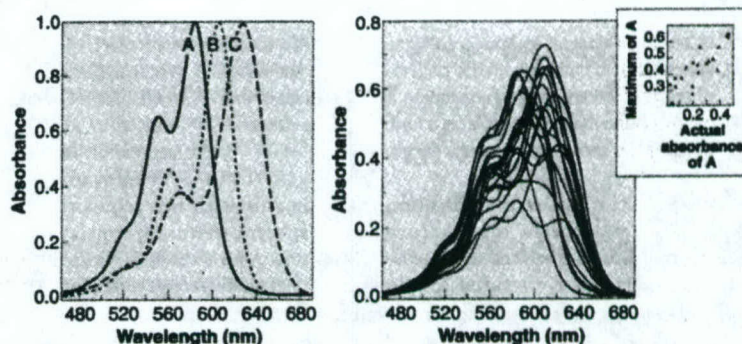 1.0
0.8
0.6
0.4
0.2
0.0
A
B
C
480 520 560 600 640 680
Wavelength (nm)
Absorbance
0.8
0.6
0.4
0.2
0.0
480 520 560 600 640 680
Wavelength (nm)
Absorbance
Maximum of A
0.6
0.5
0.4
0.3
0.2 0.4
Actual
absorbance
of A